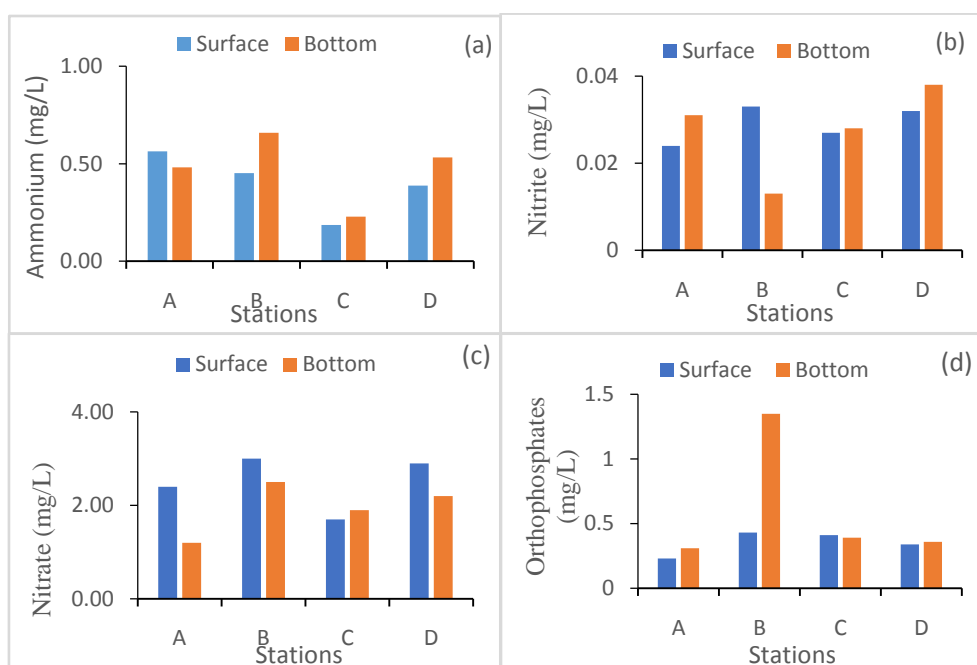 Surface Bottom (a)
Ammonium (mg/L)
1.00
0.50
0.00
A B C D
Stations
Surface Bottom (b)
Nitrite (mg/L)
0.04
0.02
0
A B C D
Stations
Surface Bottom (c)
Nitrate (mg/L)
4.00
2.00
0.00
A B C D
Stations
Surface Bottom (d)
Orthophosphates
(mg/L)
1.5
1
0.5
0
A B C D
Stations